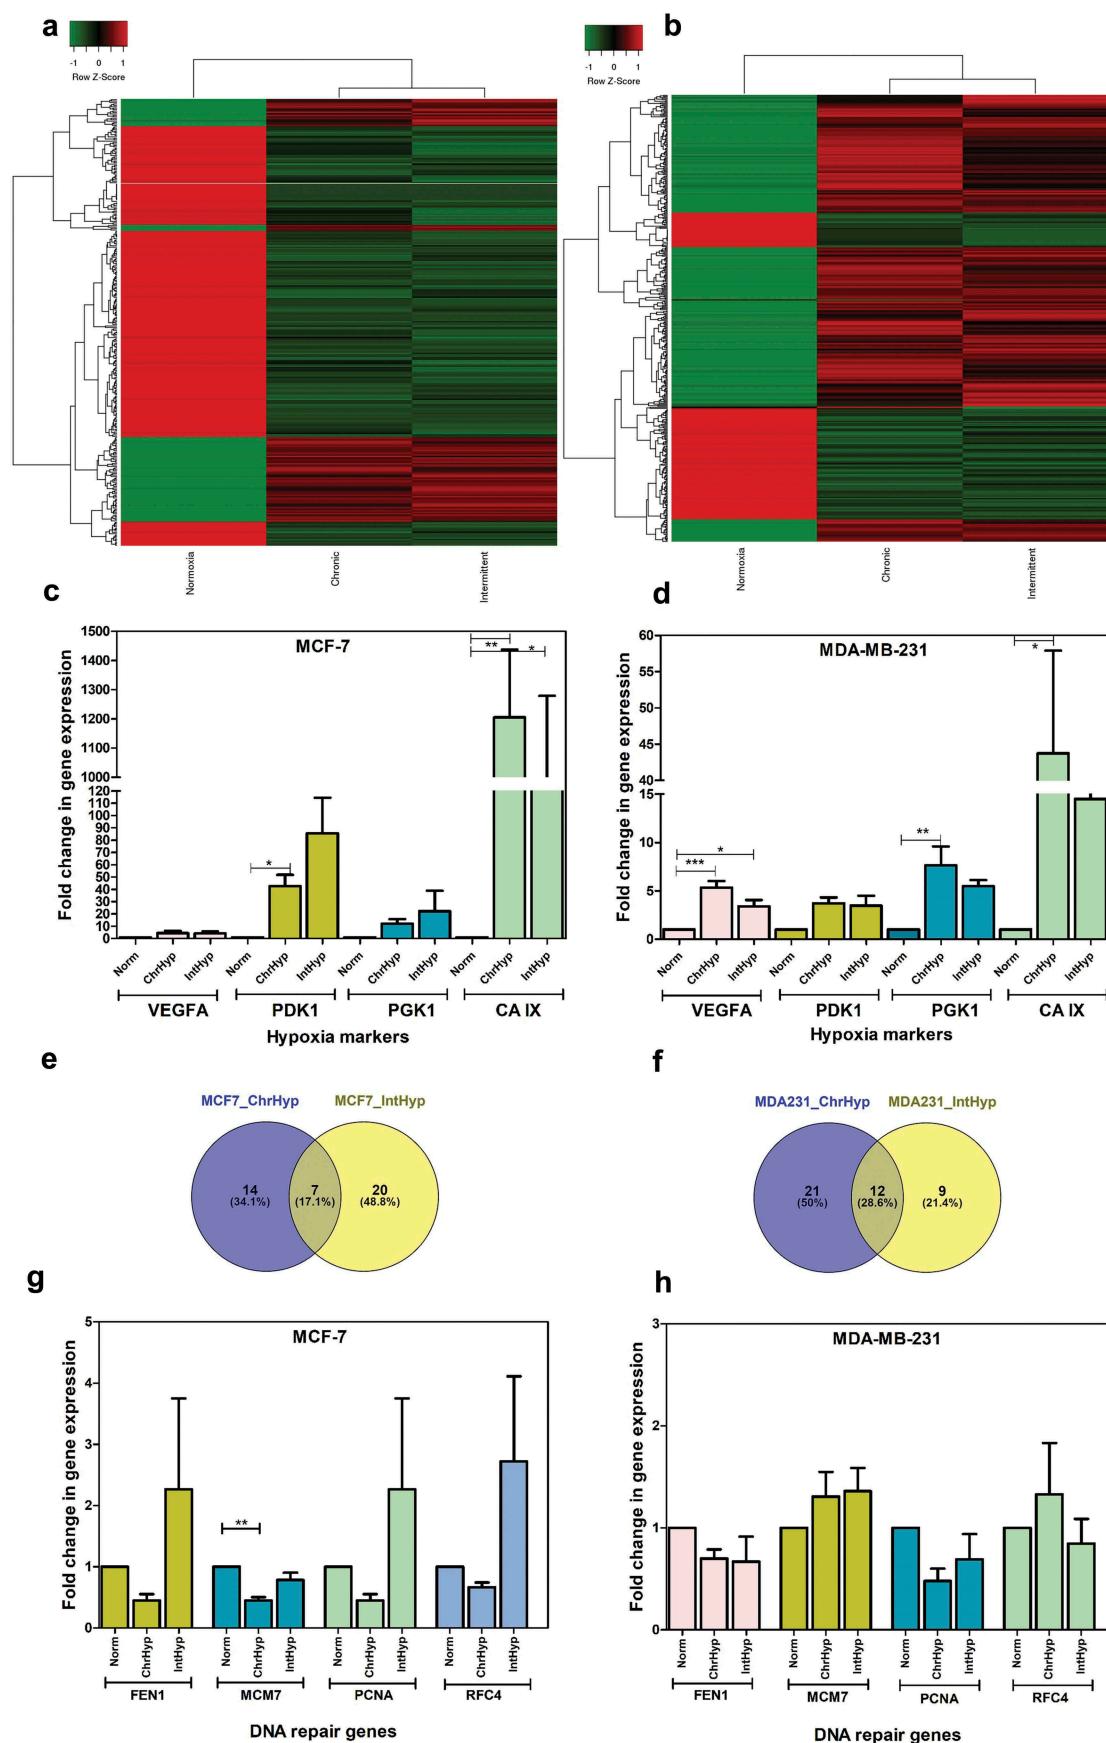 a
-1 0 1
Row Z-Score
Normoxia
Chronic
Intermittent
b
-1 0 1
Row Z-Score
Normoxia
Chronic
Intermittent
c
MCF-7
Fold change in gene expression
1500
1400
1300
1200
1100
1000
120
110
100
90
80
70
60
50
40
30
20
10
0
*
**
*
Norm
ChrHyp
IntHyp
Norm
ChrHyp
IntHyp
Norm
ChrHyp
IntHyp
Norm
ChrHyp
IntHyp
VEGFA
PDK1
PGK1
CA IX
Hypoxia markers
d
MDA-MB-231
Fold change in gene expression
60
55
50
45
40
15
10
5
0
***
*
**
*
Norm
ChrHyp
IntHyp
Norm
ChrHyp
IntHyp
Norm
ChrHyp
IntHyp
Norm
ChrHyp
IntHyp
VEGFA
PDK1
PGK1
CA IX
Hypoxia markers
e
MCF7_ChrHyp
MCF7_IntHyp
14
(34.1%)
7
(17.1%)
20
(48.8%)
f
MDA231_ChrHyp
MDA231_IntHyp
21
(50%)
12
(28.6%)
9
(21.4%)
g
MCF-7
Fold change in gene expression
5
4
3
2
1
0
**
Norm
ChrHyp
IntHyp
Norm
ChrHyp
IntHyp
Norm
ChrHyp
IntHyp
Norm
ChrHyp
IntHyp
FEN1
MCM7
PCNA
RFC4
DNA repair genes
h
MDA-MB-231
Fold change in gene expression
3
2
1
0
Norm
ChrHyp
IntHyp
Norm
ChrHyp
IntHyp
Norm
ChrHyp
IntHyp
Norm
ChrHyp
IntHyp
FEN1
MCM7
PCNA
RFC4
DNA repair genes